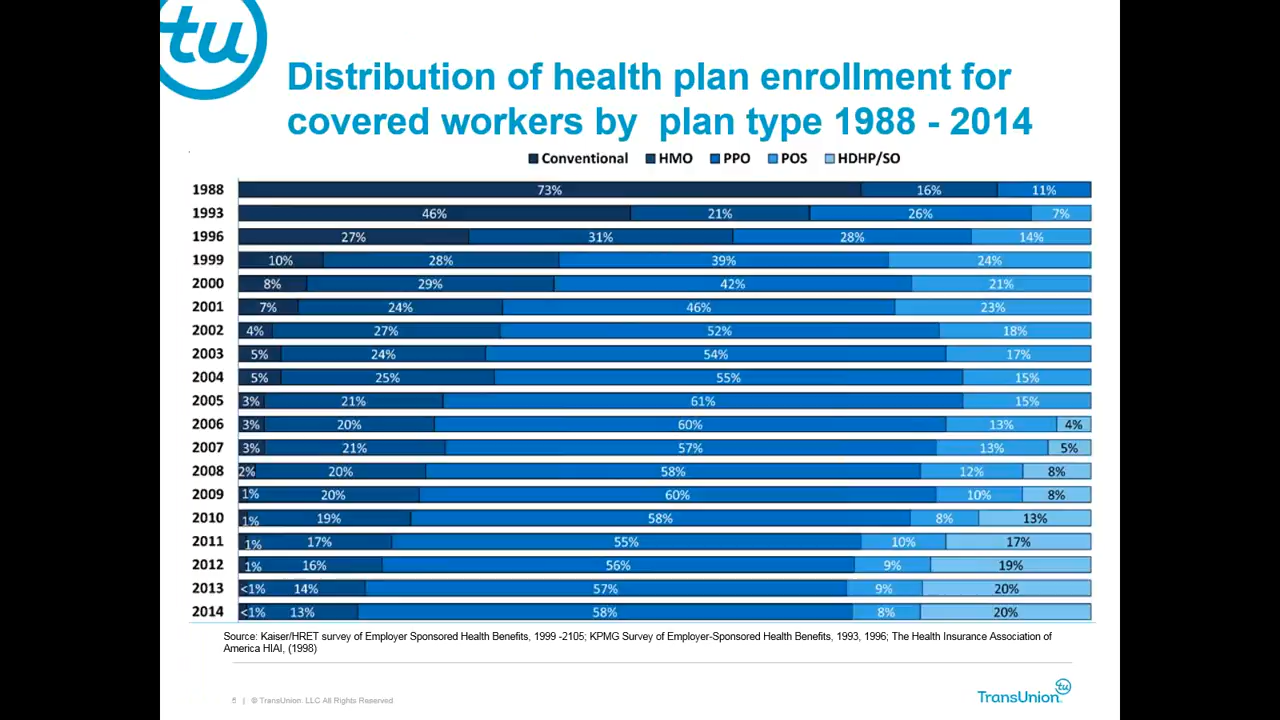 tu
Distribution of health plan enrollment for
covered workers by plan type 1988 - 2014
Conventional HMO PPO POS HDHP/SO
1988 73% 16% 11%
1993 46% 21% 26% 7%
1996 27% 31% 28% 14%
1999 10% 28% 39% 24%
2000 8% 29% 42% 21%
2001 7% 24% 46% 23%
2002 4% 27% 52% 18%
2003 5% 24% 54% 17%
2004 5% 25% 55% 15%
2005 3% 21% 61% 15%
2006 3% 20% 60% 13% 4%
2007 3% 21% 57% 13% 5%
2008 2% 20% 58% 12% 8%
2009 1% 20% 60% 10% 8%
2010 1% 19% 58% 8% 13%
2011 1% 17% 55% 10% 17%
2012 1% 16% 56% 9% 19%
2013 <1% 14% 57% 9% 20%
2014 <1% 13% 58% 8% 20%
Source: Kaiser/HRET survey of Employer Sponsored Health Benefits, 1999 -2105; KPMG Survey of Employer-Sponsored Health Benefits, 1993, 1996; The Health Insurance Association of
America HIAI, (1998)
| © TransUnion LLC All Rights Reserved
TransUnion tu